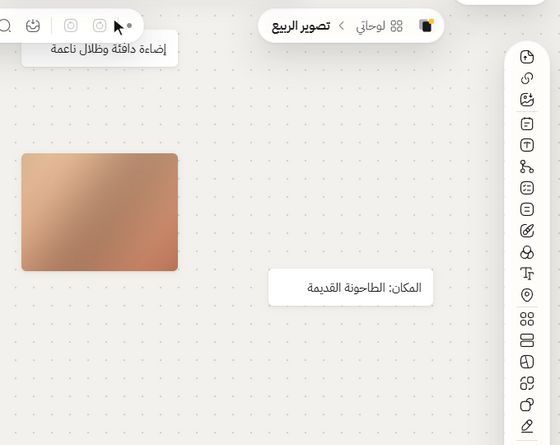 لوحاتي
تصوير الربيع
إضاءة دافئة وظلال ناعمة
المكان: الطاحونة القديمة